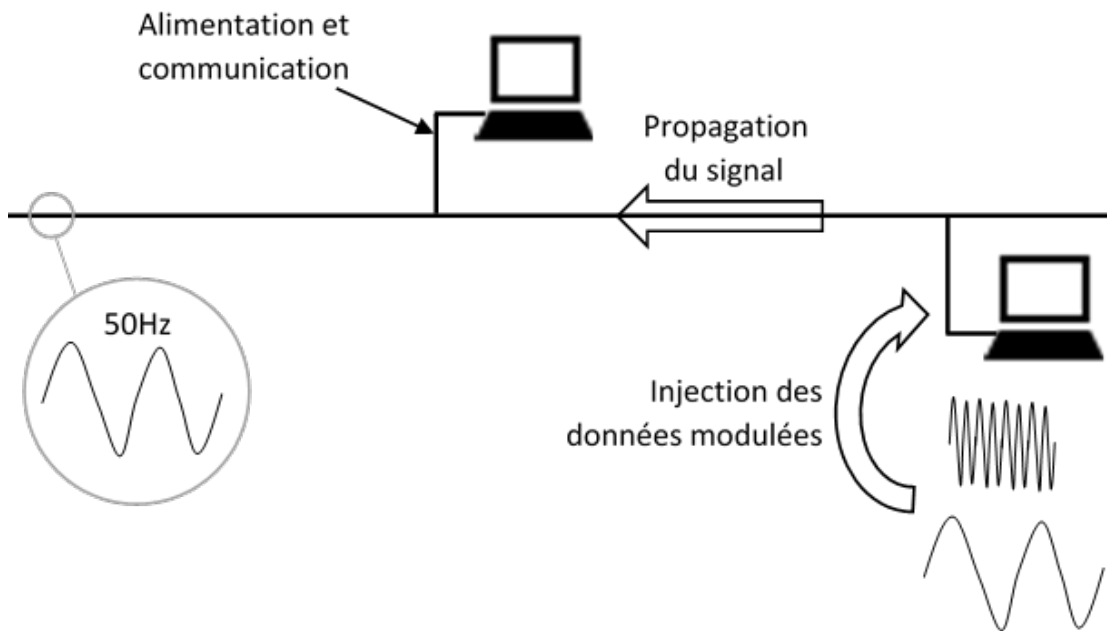 Alimentation et
communication
Propagation
du signal
50Hz
Injection des
données modulées